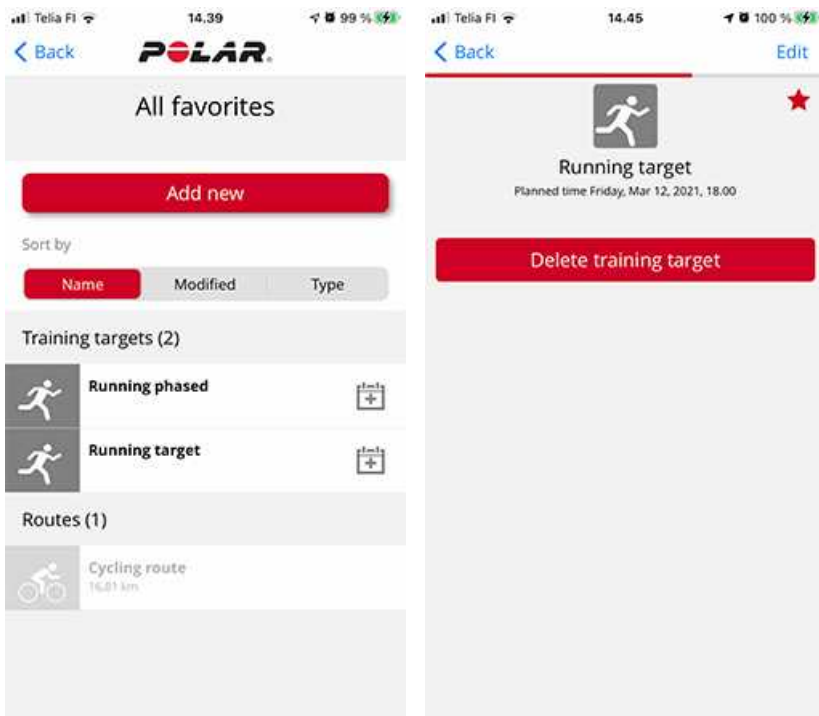 Telia FI 14.39 99 %
Back POLAR
All favorites
Add new
Sort by
Name Modified Type
Training targets (2)
Running phased
Running target
Routes (1)
Cycling route
16,81 km
Telia FI 14.45 100 %
Back Edit
Running target
Planned time Friday, Mar 12, 2021, 18.00
Delete training target